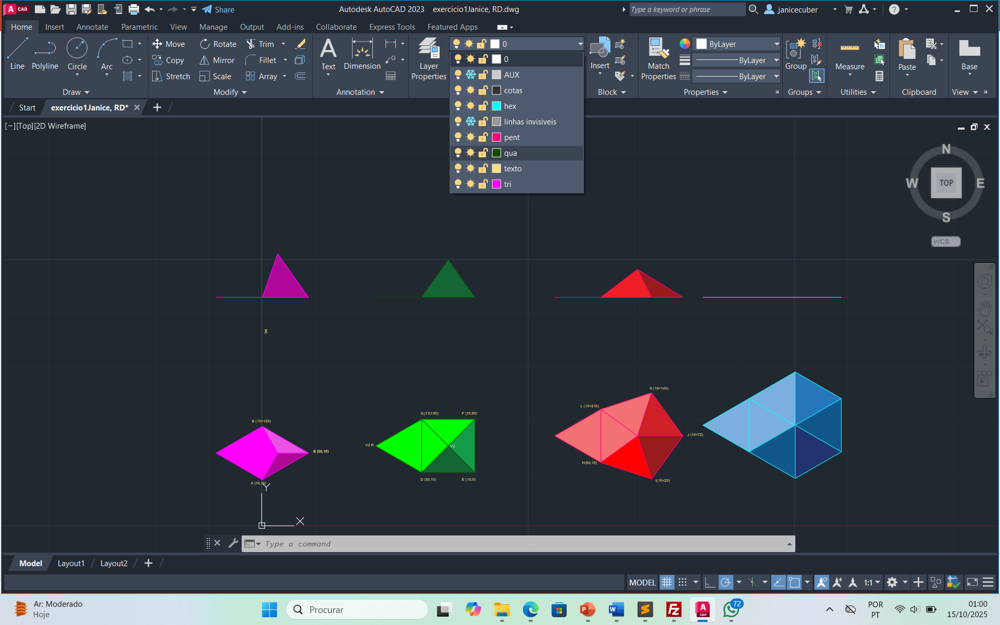 A CAD
Share
Autodesk AutoCAD 2023 exercicio1Janice, RD.dwg
Type a keyword or phrase
janicecuber
Home Insert Annotate Parametric View Manage Output Add-ins Collaborate Express Tools Featured Apps
Line Polyline Circle Arc
Draw
Move Rotate Trim
Copy Mirror Fillet
Stretch Scale Array
Modify
Text Dimension
Annotation
Layer Properties
0
0
AUX
cotas
hex
linhas invisiveis
pent
qua
texto
tri
Insert
Block
Match Properties
ByLayer
ByLayer
ByLayer
Properties
Group
Groups
Measure
Utilities
Paste
Clipboard
Base
View
Start exercicio1Janice, RD*
[−][Top][2D Wireframe]
N
W TOP E
S
WCS
X
K (10<145)
L (10<216)
G (10,180) F (10,90)
B (10<120)
J (10<72)
V2 R V2
B (20,10)
H(60,10)
D (30,10) E (10,0)
I(10<20)
A (10,10)
Y
X
Type a command
Model Layout1 Layout2
MODEL 1:1
Ar: Moderado
Hoje
Procurar
A CAD
72
POR
PT
01:00
15/10/2025